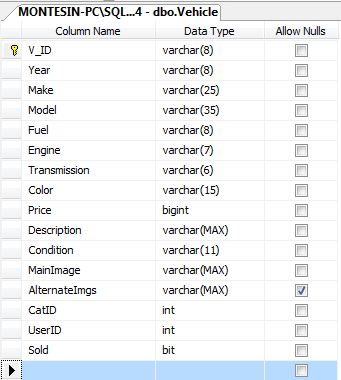 MONTESIN-PC\SQL...4 - dbo.Vehicle
Column Name Data Type Allow Nulls
V_ID varchar(8)
Year varchar(8)
Make varchar(25)
Model varchar(35)
Fuel varchar(8)
Engine varchar(7)
Transmission varchar(6)
Color varchar(15)
Price bigint
Description varchar(MAX)
Condition varchar(11)
MainImage varchar(MAX)
AlternateImgs varchar(MAX)
CatID int
UserID int
Sold bit